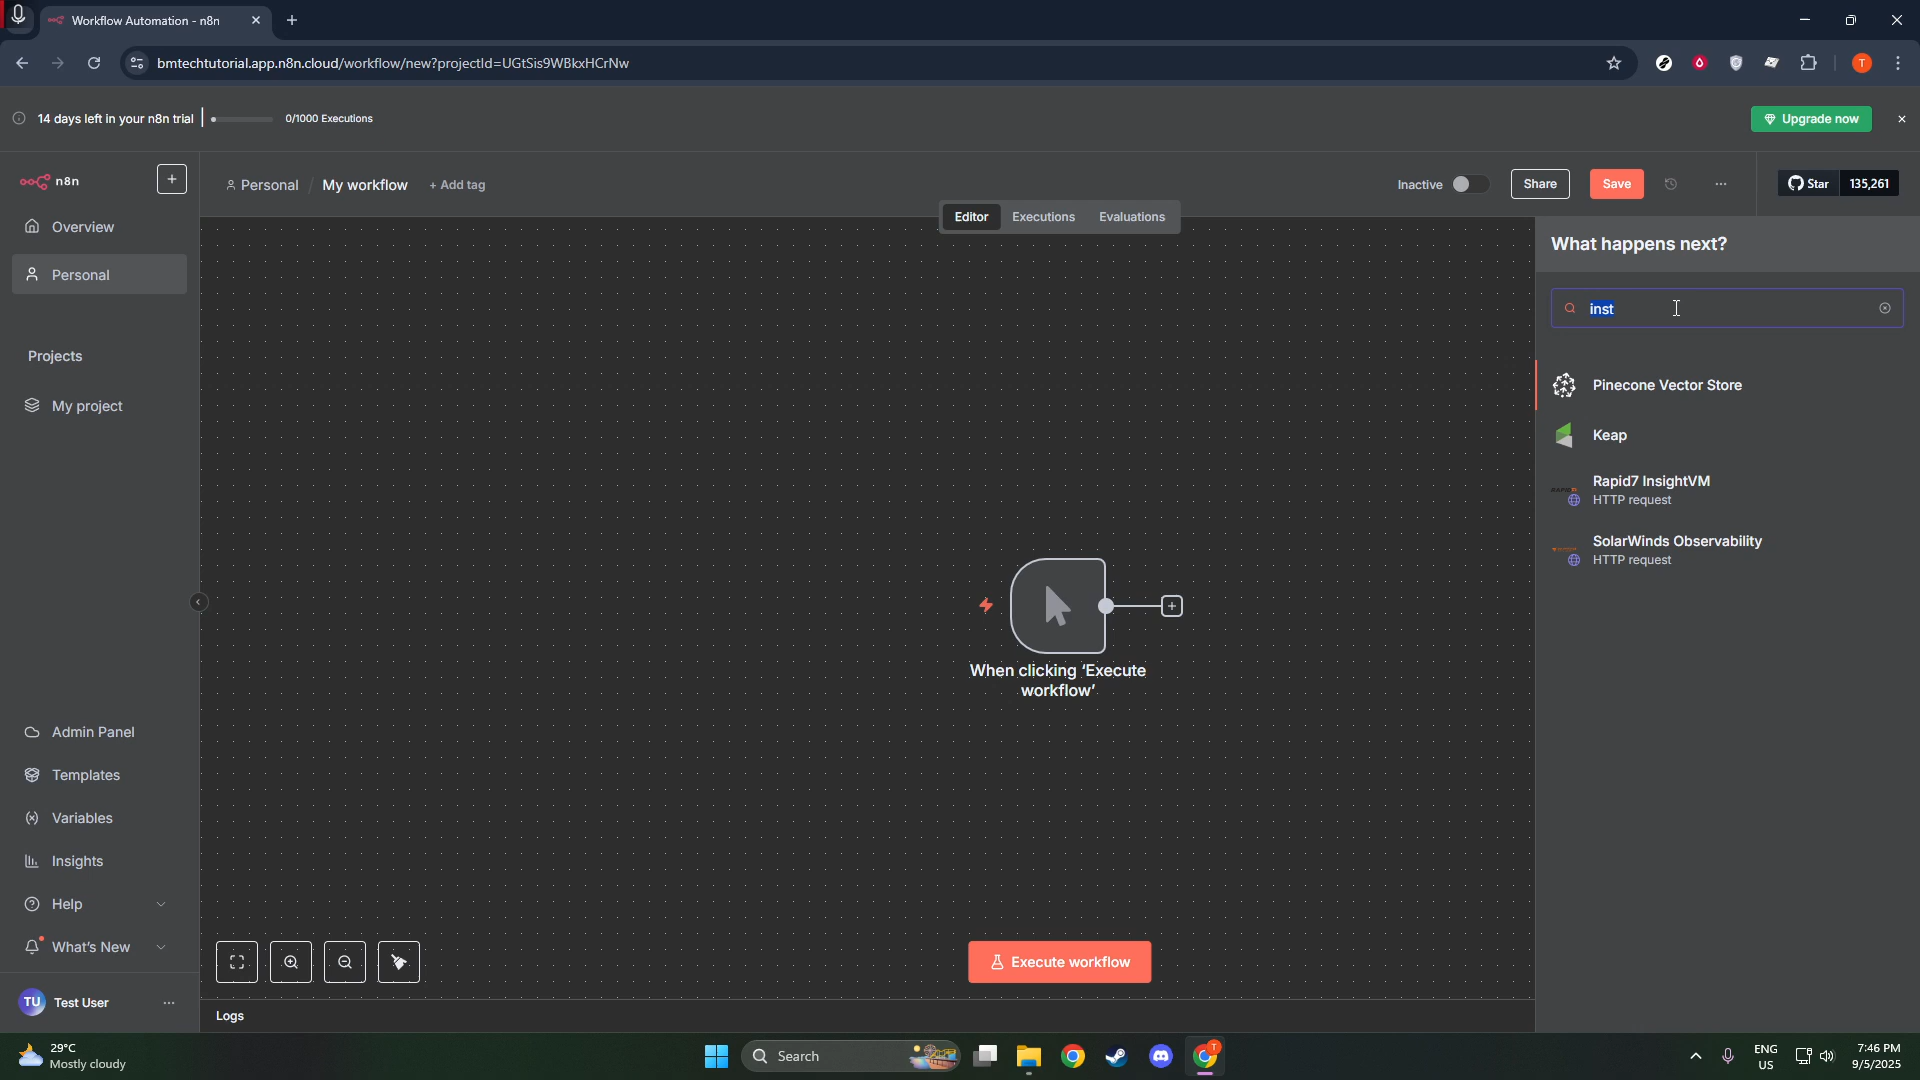 Workflow Automation - n8n
bmtechtutorial.app.n8n.cloud/workflow/new?projectId=UGtSis9WBkxHCrNw
T
14 days left in your n8n trial
0/1000 Executions
Upgrade now
n8n
Personal / My workflow + Add tag
Inactive
Share
Save
Star 135,261
Editor Executions Evaluations
Overview
Personal
Projects
My project
Admin Panel
Templates
Variables
Insights
Help
What's New
TU Test User
What happens next?
inst
Pinecone Vector Store
Keap
Rapid7 InsightVM
HTTP request
SolarWinds Observability
HTTP request
When clicking ‘Execute
workflow’
Execute workflow
Logs
29°C
Mostly cloudy
Search
T
ENG
US
7:46 PM
9/5/2025